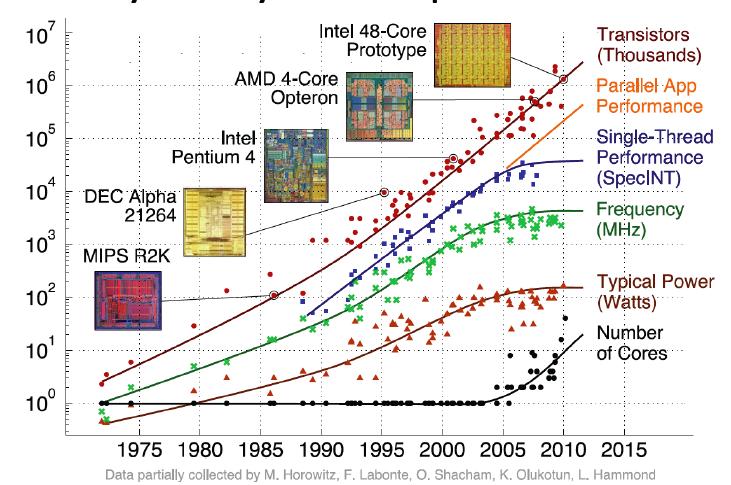 10^7
10^6
10^5
10^4
10^3
10^2
10^1
10^0
Intel 48-Core
Prototype
AMD 4-Core
Opteron
Intel
Pentium 4
DEC Alpha
21264
MIPS R2K
Transistors
(Thousands)
Parallel App
Performance
Single-Thread
Performance
(SpecINT)
Frequency
(MHz)
Typical Power
(Watts)
Number
of Cores
1975 1980 1985 1990 1995 2000 2005 2010 2015
Data partially collected by M. Horowitz, F. Labonte, O. Shacham, K. Olukotun, L. Hammond